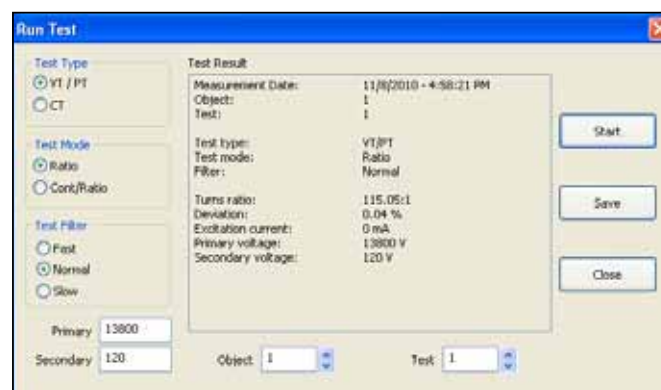 Run Test
Test Type
VT / PT
CT
Test Mode
Ratio
Cont/Ratio
Test Filter
Fast
Normal
Slow
Primary 13800
Secondary 120
Test Result
Measurement Date: 11/8/2010 - 4:58:21 PM
Object: 1
Test: 1
Test type: VT/PT
Test mode: Ratio
Filter: Normal
Turns ratio: 115.05:1
Deviation: 0.04 %
Excitation current: 0 mA
Primary voltage: 13800 V
Secondary voltage: 120 V
Object 1
Test 1
Start
Save
Close